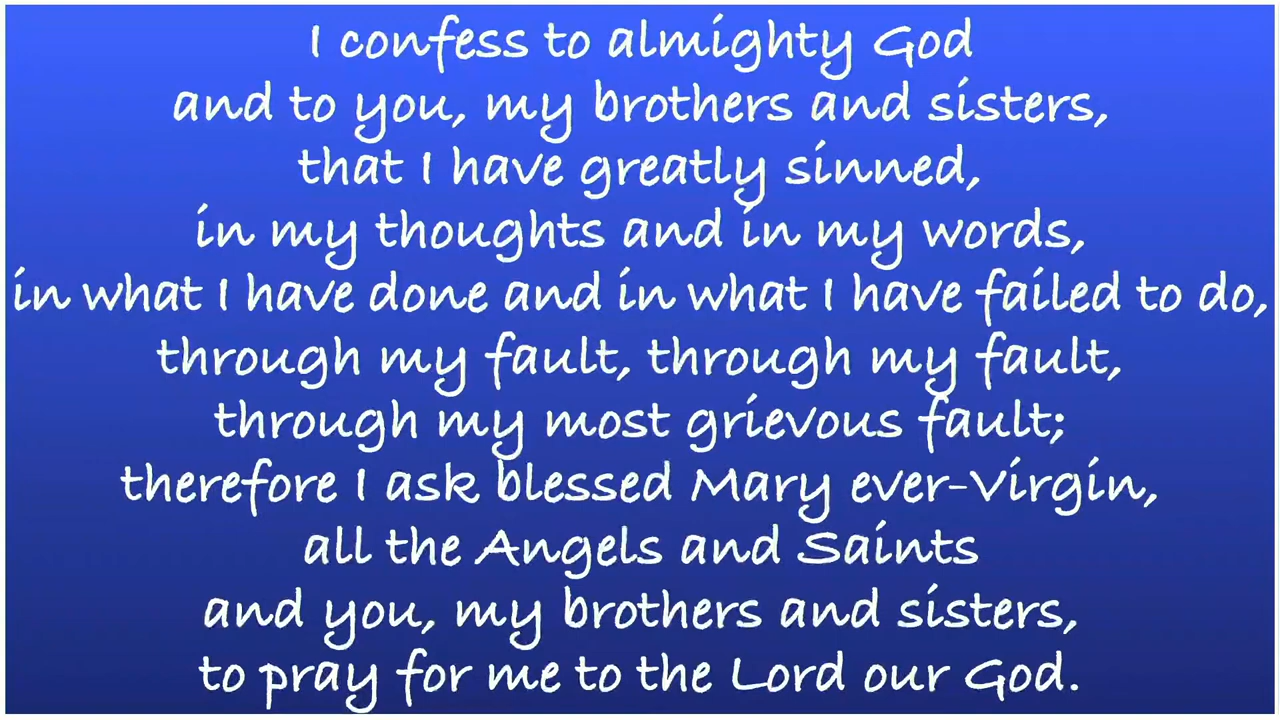 I confess to almighty God
and to you, my brothers and sisters,
that I have greatly sinned,
in my thoughts and in my words,
in what I have done and in what I have failed to do,
through my fault, through my fault,
through my most grievous fault;
therefore I ask blessed Mary ever-Virgin,
all the Angels and Saints
and you, my brothers and sisters,
to pray for me to the Lord our God.